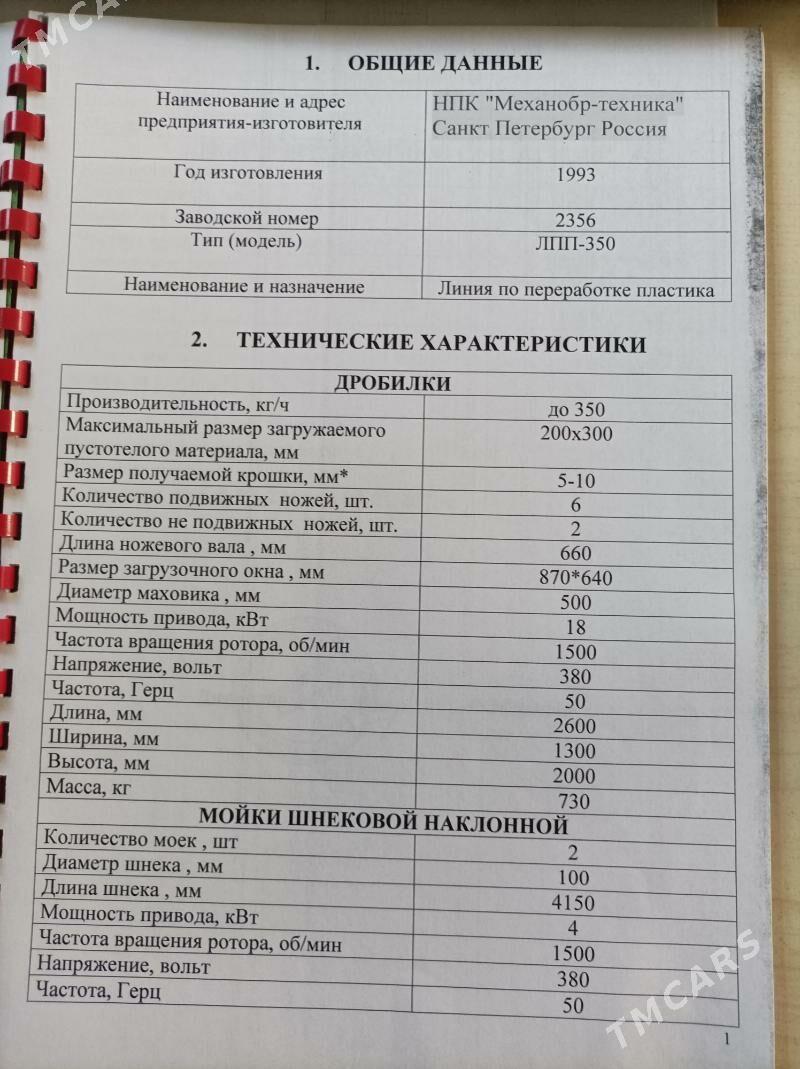 TMCARS
1. ОБЩИЕ ДАННЫЕ
Наименование и адрес НПК "Механобр-техника"
предприятия-изготовителя Санкт Петербург Россия
Год изготовления 1993
Заводской номер 2356
Тип (модель) ЛПП-350
Наименование и назначение Линия по переработке пластика
2. ТЕХНИЧЕСКИЕ ХАРАКТЕРИСТИКИ
ДРОБИЛКИ
Производительность, кг/ч до 350
Максимальный размер загружаемого 200х300
пустотелого материала, мм
Размер получаемой крошки, мм* 5-10
Количество подвижных ножей, шт. 6
Количество не подвижных ножей, шт. 2
Длина ножевого вала , мм 660
Размер загрузочного окна , мм 870*640
Диаметр маховика , мм 500
Мощность привода, кВт 18
Частота вращения ротора, об/мин 1500
Напряжение, вольт 380
Частота, Герц 50
Длина, мм 2600
Ширина, мм 1300
Высота, мм 2000
Масса, кг 730
МОЙКИ ШНЕКОВОЙ НАКЛОННОЙ
Количество моек , шт 2
Диаметр шнека , мм 100
Длина шнека , мм 4150
Мощность привода, кВт 4
Частота вращения ротора, об/мин 1500
Напряжение, вольт 380
Частота, Герц 50
TMCARS
1